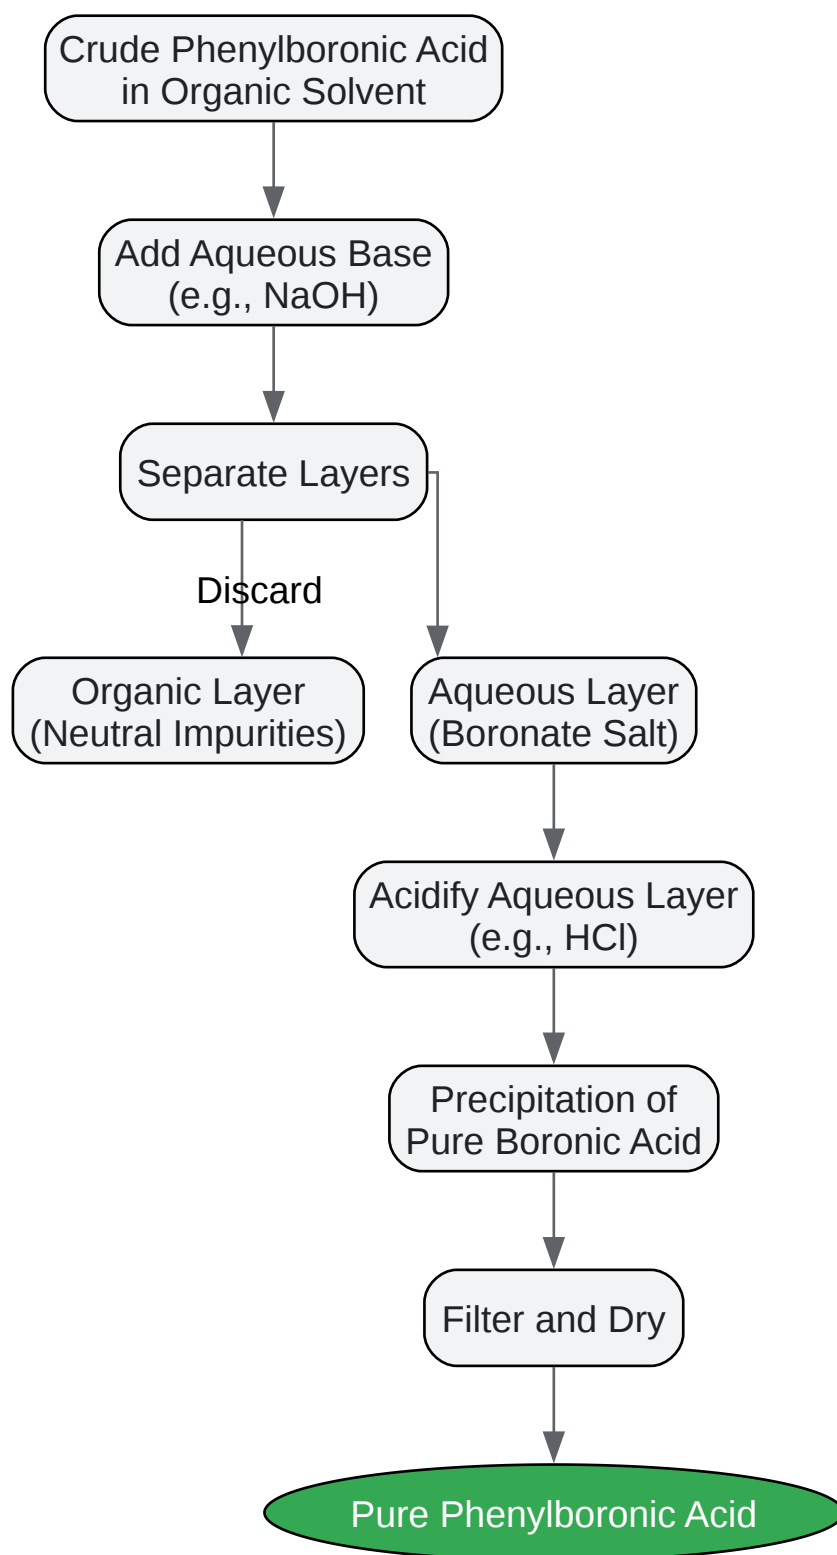 Crude Phenylboronic Acid
in Organic Solvent
Add Aqueous Base
(e.g., NaOH)
Separate Layers
Discard
Organic Layer
(Neutral Impurities)
Aqueous Layer
(Boronate Salt)
Acidify Aqueous Layer
(e.g., HCl)
Precipitation of
Pure Boronic Acid
Filter and Dry
Pure Phenylboronic Acid